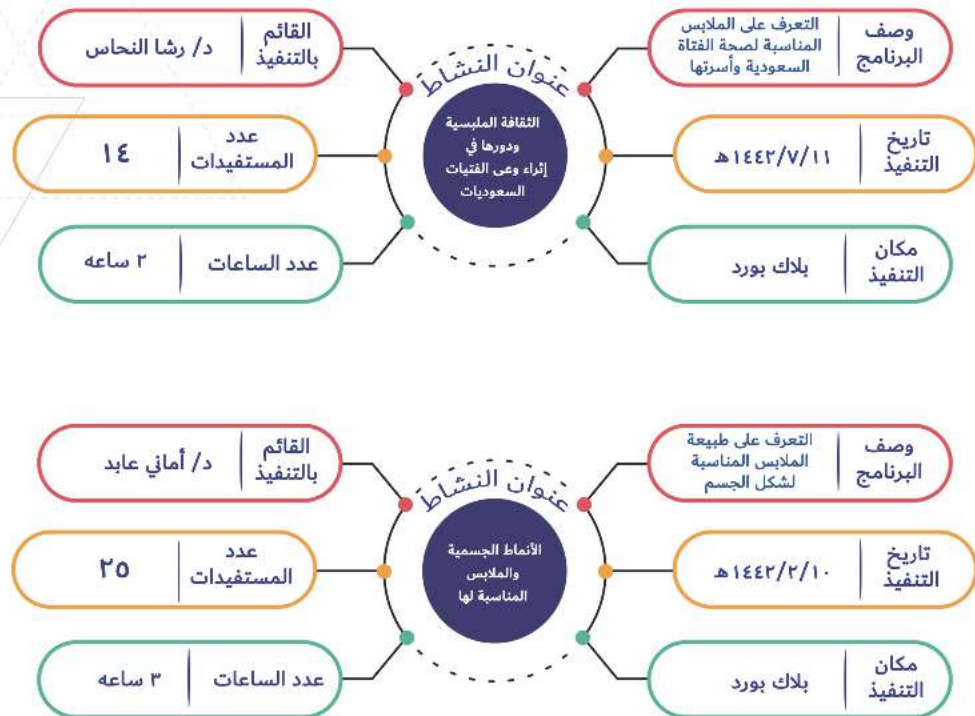 وصف
البرنامج
التعرف على الملابس
المناسبة لصحة الفتاة
السعودية وأسرتها
تاريخ
التنفيذ
١٤٤٢/٧/١١هـ
مكان
التنفيذ
بلاك بورد
عنوان النشاط
الثقافة الملبسية
ودورها في
إثراء وعى الفتيات
السعوديات
القائم
بالتنفيذ
د/ رشا النحاس
عدد
المستفيدات
١٤
عدد الساعات
٢ ساعه
وصف
البرنامج
التعرف على طبيعة
الملابس المناسبة
لشكل الجسم
تاريخ
التنفيذ
١٤٤٢/٢/١٠هـ
مكان
التنفيذ
بلاك بورد
عنوان النشاط
الأنماط الجسمية
والملابس
المناسبة لها
القائم
بالتنفيذ
د/ أماني عابد
عدد
المستفيدات
٢٥
عدد الساعات
٣ ساعه